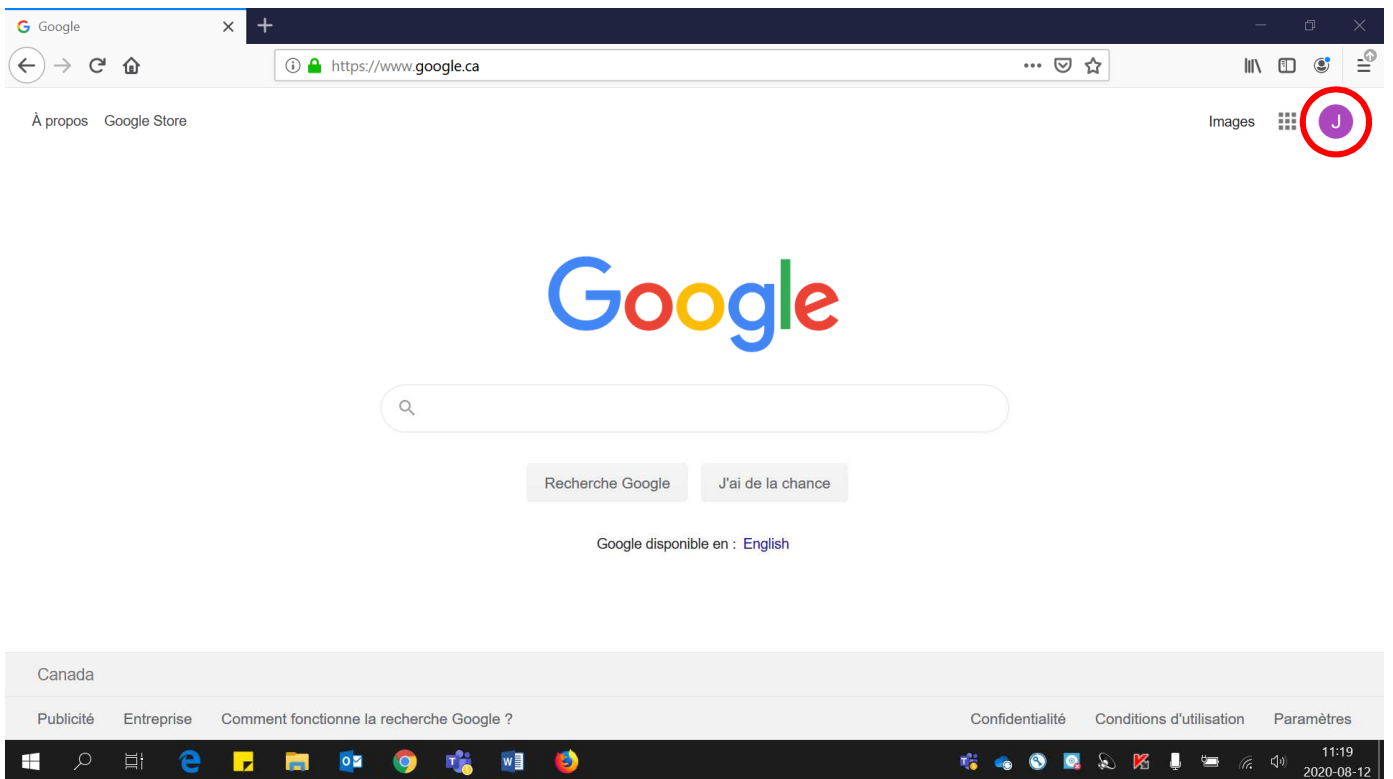 Google
https://www.google.ca
À propos Google Store
Images
J
Google
Recherche Google
J'ai de la chance
Google disponible en : English
Canada
Publicité Entreprise Comment fonctionne la recherche Google ?
Confidentialité Conditions d'utilisation Paramètres
11:19
2020-08-12